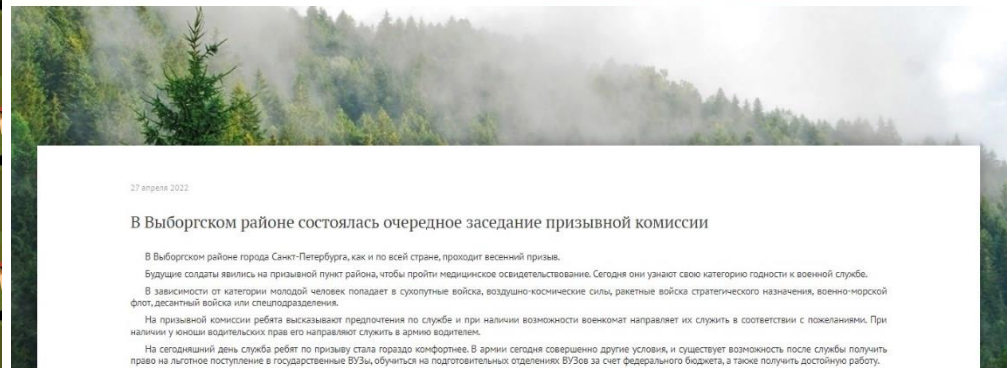 27 апреля 2022
В Выборгском районе состоялась очередное заседание призывной комиссии
В Выборгском районе города Санкт-Петербурга, как и по всей стране, проходит весенний призыв.
Будущие солдаты явились на призывной пункт района, чтобы пройти медицинское освидетельствование. Сегодня они узнают свою категорию годности к военной службе.
В зависимости от категории молодой человек попадает в сухопутные войска, воздушно-космические силы, ракетные войска стратегического назначения, военно-морской
флот, десантный войска или спецподразделения.
На призывной комиссии ребята высказывают предпочтения по службе и при наличии возможности военкомат направляет их служить в соответствии с пожеланиями. При
наличии у юноши водительских прав его направляют служить в армию водителем.
На сегодняшний день служба ребят по призыву стала гораздо комфортнее. В армии сегодня совершенно другие условия, и существует возможность после службы получить
право на льготное поступление в государственные ВУЗы, обучиться на подготовительных отделениях ВУЗов за счет федерального бюджета, а также получить достойную работу.